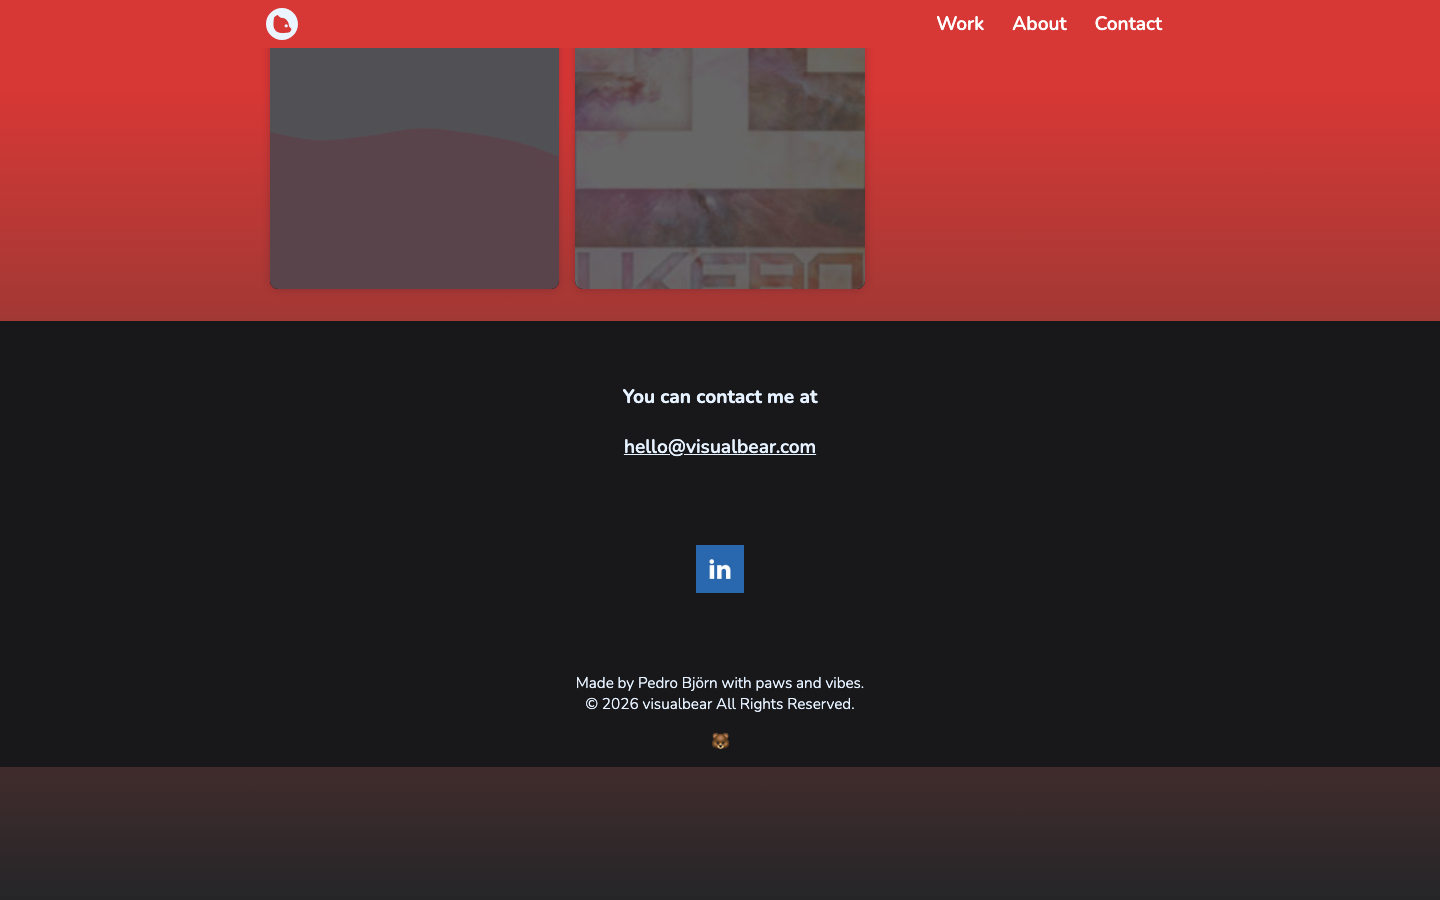 Work About Contact
You can contact me at
hello@visualbear.com
in
Made by Pedro Björn with paws and vibes.
© 2026 visualbear All Rights Reserved.